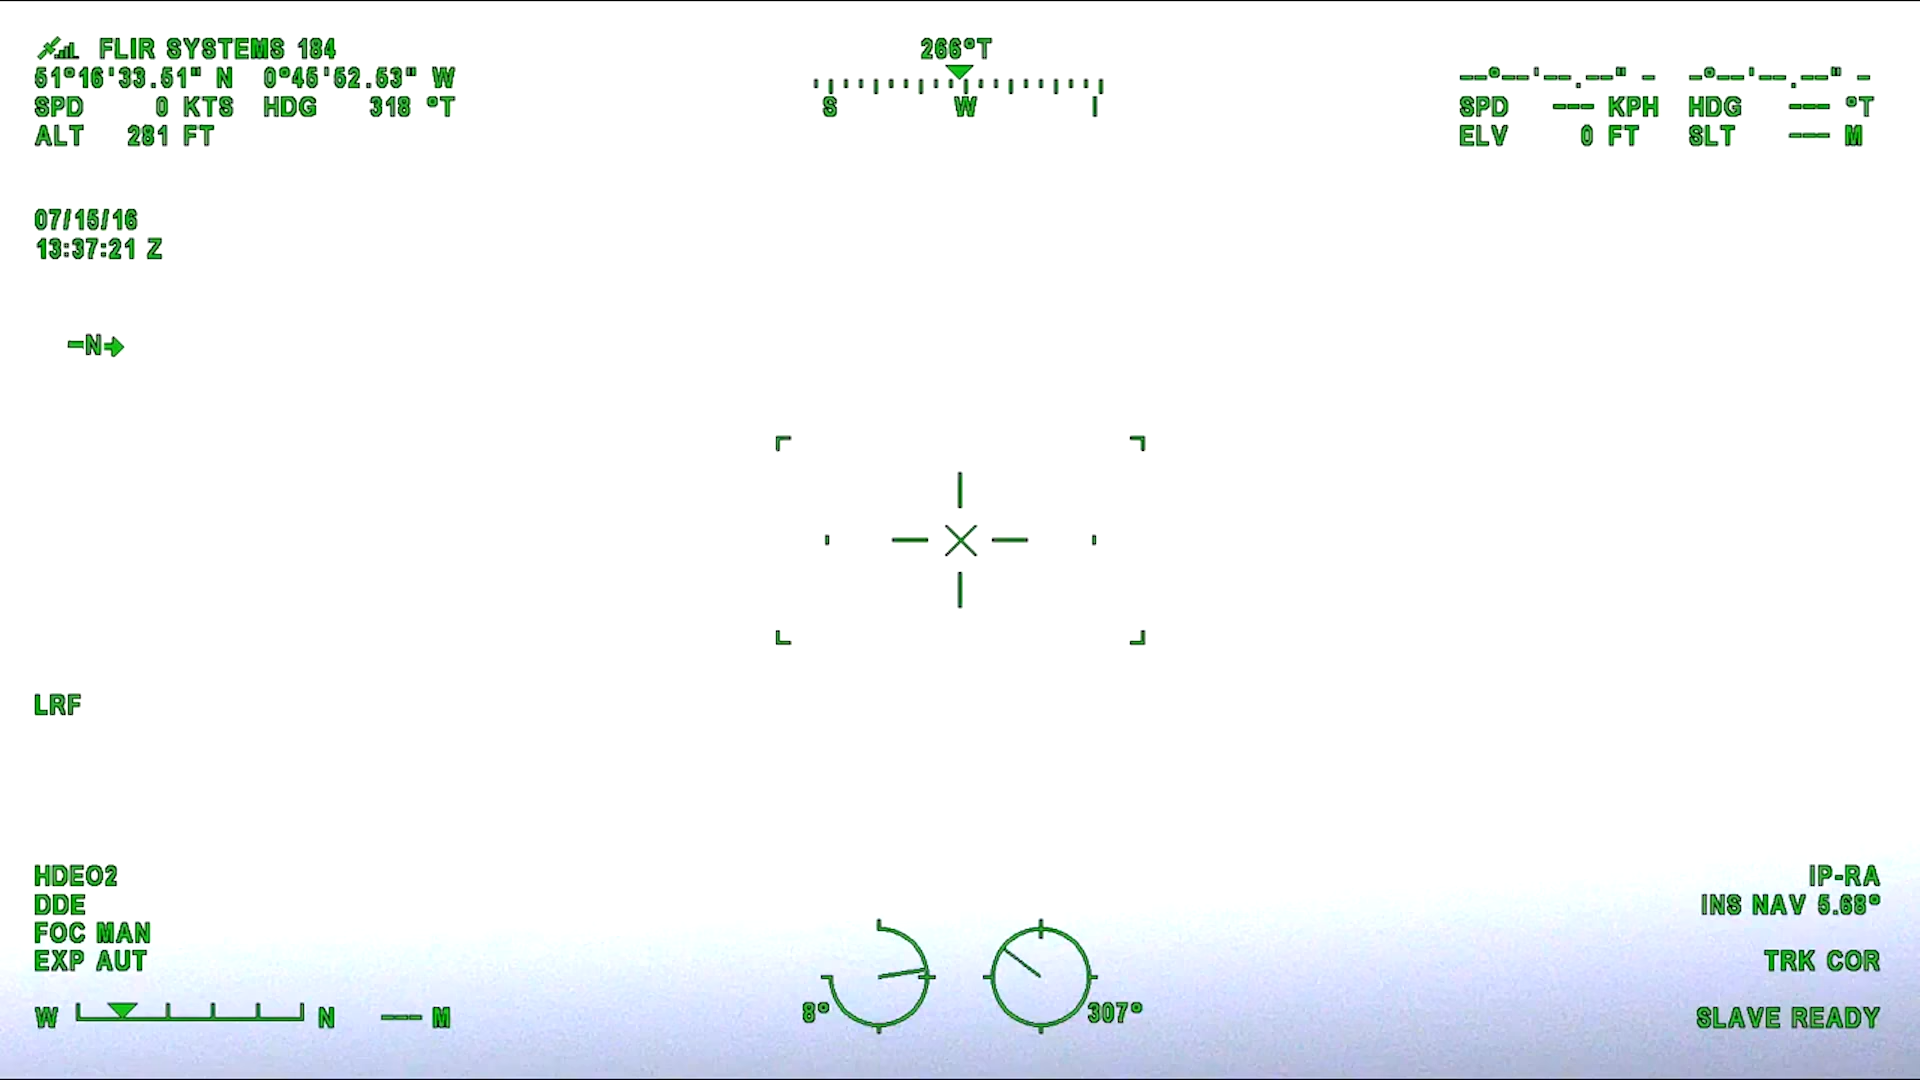 FLIR SYSTEMS 184
51°16'33.51" N 0°45'52.53" W
SPD 0 KTS HDG 318 °T
ALT 281 FT
07/15/16
13:37:21 Z
N
266°T
S W I
--°--'--.--" - -°--'--.--" -
SPD --- KPH HDG --- °T
ELV 0 FT SLT --- M
LRF
HDEO2
DDE
FOC MAN
EXP AUT
W N --- M
8°
307°
IP-RA
INS NAV 5.68°
TRK COR
SLAVE READY